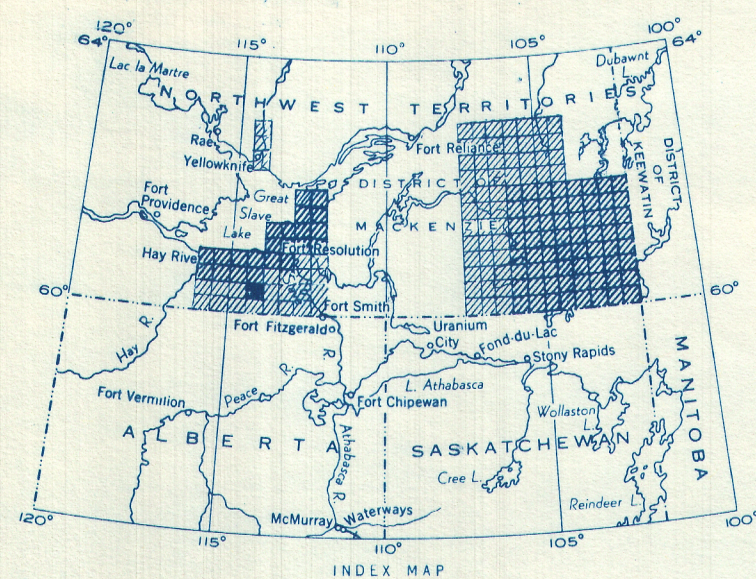 120°
115°
110°
105°
100°
64°
64°
Dubawnt
L.
Lac la Martre
NORTHWEST TERRITORIES
Rae
Yellowknife
Fort Reliance
DISTRICT OF
MACKENZIE
DISTRICT
OF
KEEWATIN
Fort
Providence
Great
Slave
Lake
Hay River
Fort Resolution
60°
60°
Fort Smith
Fort Fitzgerald
Uranium
City
Fond-du-Lac
Stony Rapids
Hay R.
R.
Fort Vermilion
Peace R.
L. Athabasca
Fort Chipewan
Wollaston
L.
MANITOBA
ALBERTA
SASKATCHEWAN
Athabasca R.
Cree L.
Reindeer L.
McMurray
Waterways
120°
115°
110°
105°
100°
INDEX MAP